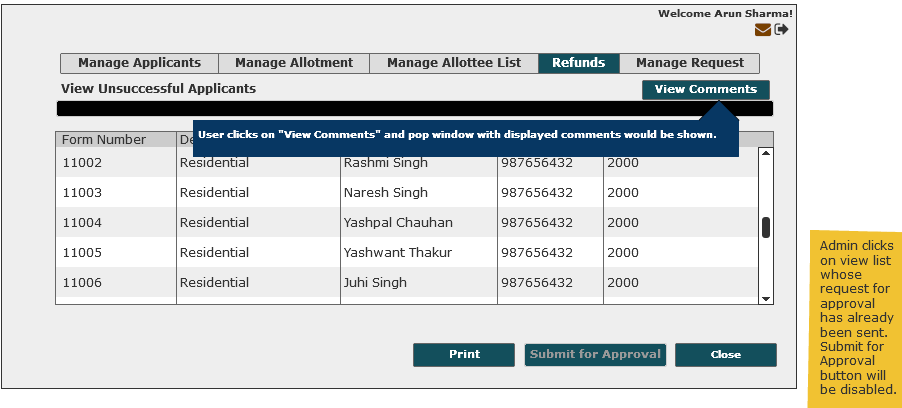 Welcome Arun Sharma!
Manage Applicants Manage Allotment Manage Allottee List Refunds Manage Request
View Unsuccessful Applicants View Comments
User clicks on "View Comments" and pop window with displayed comments would be shown.
Form Number De
11002 Residential Rashmi Singh 987656432 2000
11003 Residential Naresh Singh 987656432 2000
11004 Residential Yashpal Chauhan 987656432 2000
11005 Residential Yashwant Thakur 987656432 2000
11006 Residential Juhi Singh 987656432 2000
Print Submit for Approval Close
Admin clicks
on view list
whose
request for
approval
has already
been sent.
Submit for
Approval
button will
be disabled.